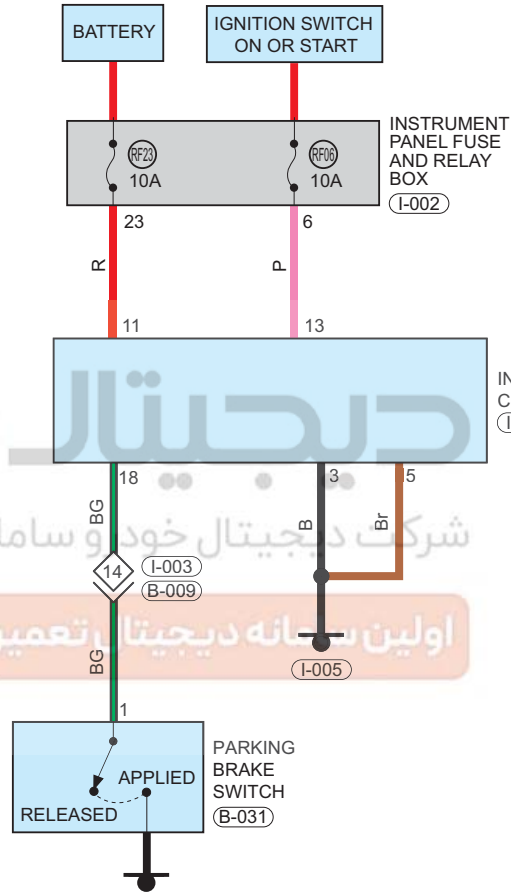 BATTERY
IGNITION SWITCH
ON OR START
INSTRUMENT
PANEL FUSE
AND RELAY
BOX
I-002
RF23
10A
RF06
10A
23
6
R
P
11
13
IN
C
دیجیتال
18
3
5
BG
B
Br
شرکت دیجیتال خودرو
14
I-003
B-009
اولین سامانه دیجیتال
BG
I-005
1
PARKING
BRAKE
SWITCH
B-031
APPLIED
RELEASED